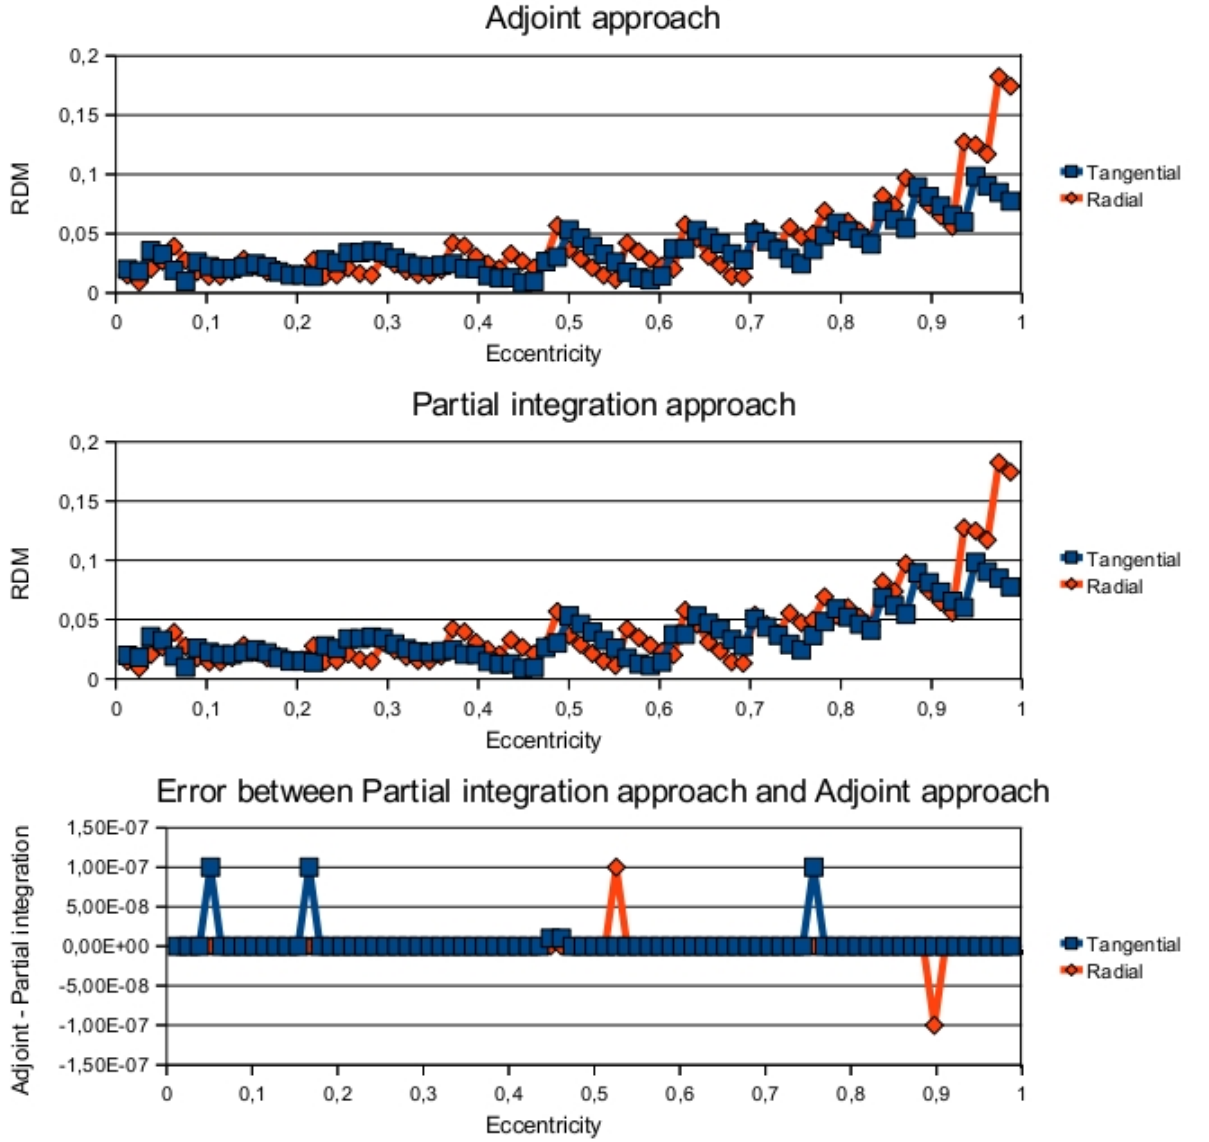 Adjoint approach
0,2
0,15
0,1
0,05
0
RDM
0 0,1 0,2 0,3 0,4 0,5 0,6 0,7 0,8 0,9 1
Eccentricity
Tangential
Radial
Partial integration approach
0,2
0,15
0,1
0,05
0
RDM
0 0,1 0,2 0,3 0,4 0,5 0,6 0,7 0,8 0,9 1
Eccentricity
Tangential
Radial
Error between Partial integration approach and Adjoint approach
1,50E-07
1,00E-07
5,00E-08
0,00E+00
-5,00E-08
-1,00E-07
-1,50E-07
Adjoint - Partial integration
0 0,1 0,2 0,3 0,4 0,5 0,6 0,7 0,8 0,9 1
Eccentricity
Tangential
Radial